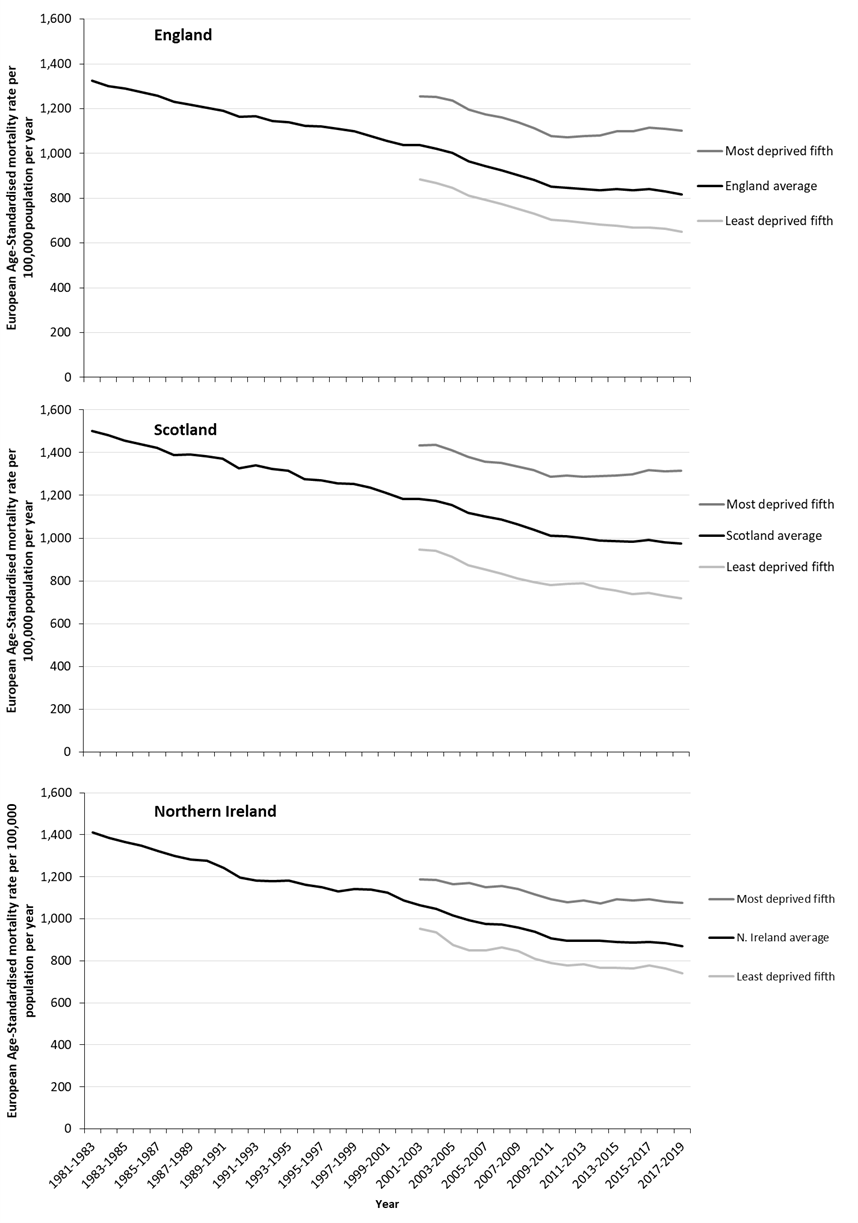 England
European Age-Standardised mortality rate per
100,000 pouplation per year
1,600
1,400
1,200
1,000
800
600
400
200
0
Most deprived fifth
England average
Least deprived fifth
Scotland
European Age-Standardised mortality rate per
100,000 population per year
1,600
1,400
1,200
1,000
800
600
400
200
0
Most deprived fifth
Scotland average
Least deprived fifth
Northern Ireland
European Age-Standardised mortality rate per 100,000
population per year
1,600
1,400
1,200
1,000
800
600
400
200
0
Most deprived fifth
N. Ireland average
Least deprived fifth
1981-1983
1983-1985
1985-1987
1987-1989
1989-1991
1991-1993
1993-1995
1995-1997
1997-1999
1999-2001
2001-2003
2003-2005
2005-2007
2007-2009
2009-2011
2011-2013
2013-2015
2015-2017
2017-2019
Year